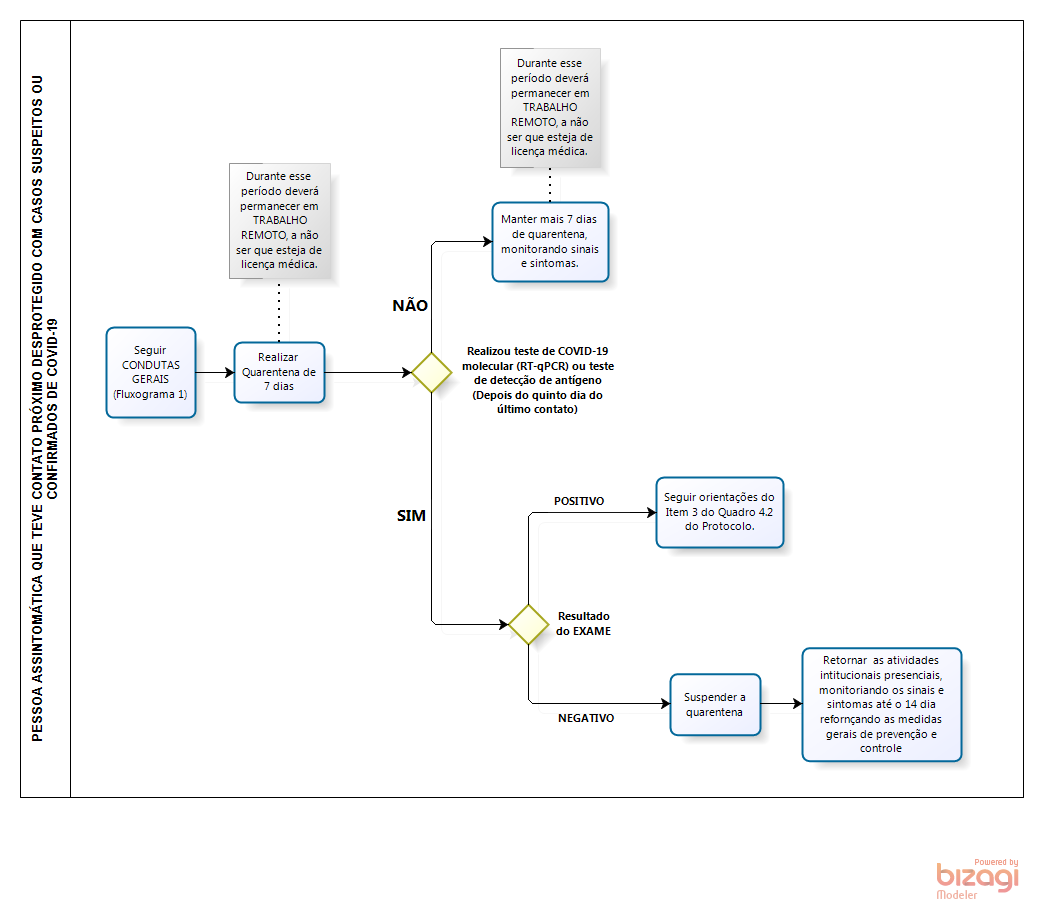 PESSOA ASSINTOMÁTICA QUE TEVE CONTATO PRÓXIMO DESPROTEGIDO COM CASOS SUSPEITOS OU
CONFIRMADOS DE COVID-19
Seguir
CONDUTAS
GERAIS
(Fluxograma 1)
Durante esse
período deverá
permanecer em
TRABALHO
REMOTO, a não
ser que esteja de
licença médica.
Realizar
Quarentena de
7 dias
NÃO
SIM
Realizou teste de COVID-19
molecular (RT-qPCR) ou teste
de detecção de antígeno
(Depois do quinto dia do
último contato)
Durante esse
período deverá
permanecer em
TRABALHO
REMOTO, a não
ser que esteja de
licença médica.
Manter mais 7 dias
de quarentena,
monitorando sinais
e sintomas.
Resultado
do EXAME
POSITIVO
Seguir orientações do
Item 3 do Quadro 4.2
do Protocolo.
NEGATIVO
Suspender a
quarentena
Retornar  as atividades
intitucionais presenciais,
monitoriando os sinais e
sintomas até o 14 dia
refornçando as medidas
gerais de prevenção e
controle
Powered by
bizagi
Modeler